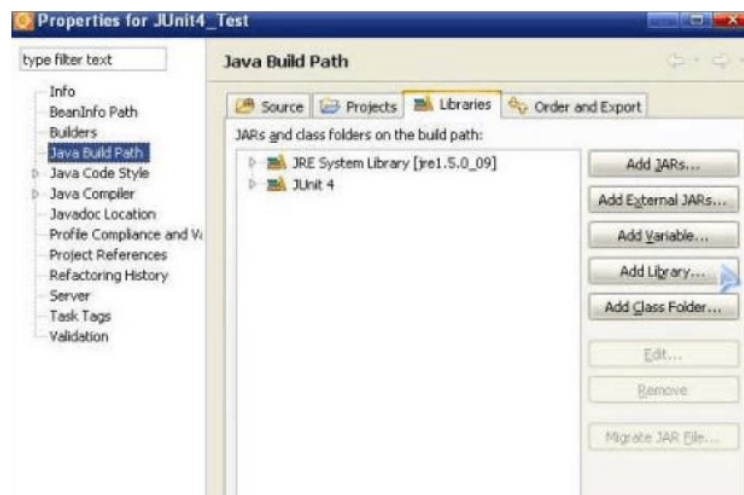 Properties for JUnit4_Test
type filter text
Info
BeanInfo Path
Builders
Java Build Path
Java Code Style
Java Compiler
Javadoc Location
Profile Compliance and Va
Project References
Refactoring History
Server
Task Tags
Validation
Java Build Path
Source Projects Libraries Order and Export
JARs and class folders on the build path:
JRE System Library [jre1.5.0_09]
JUnit 4
Add JARs...
Add External JARs...
Add Variable...
Add Library...
Add Class Folder...
Edit...
Remove
Migrate JAR File...